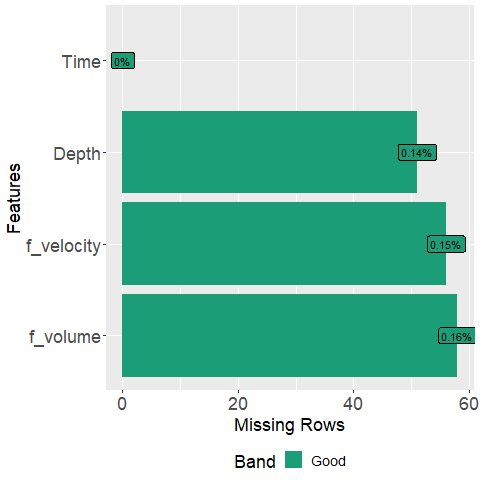 Time
0%
Depth
0.14%
f_velocity
0.15%
f_volume
0.16%
Features
0 20 40 60
Missing Rows
Band Good